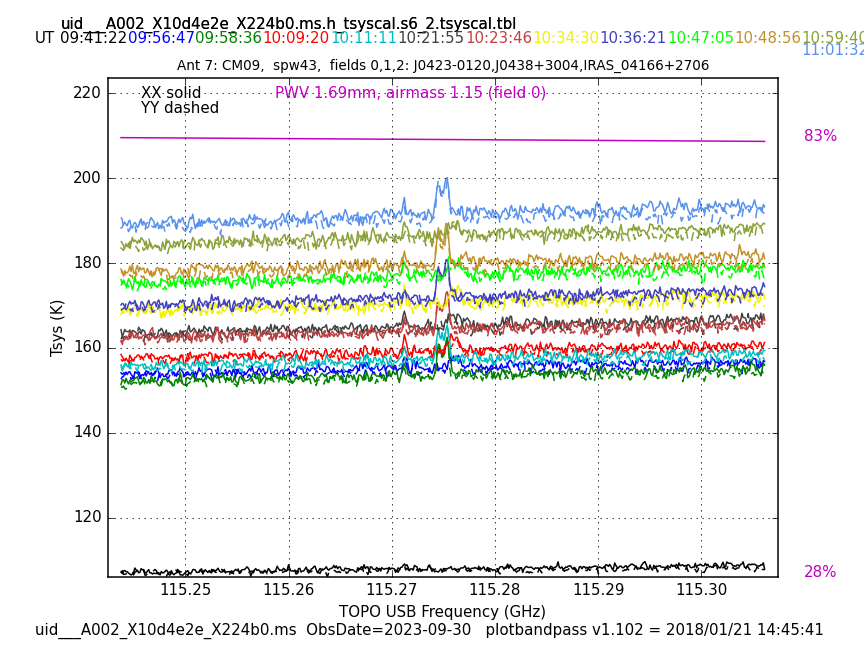 uid___A002_X10d4e2e_X224b0.ms.h_tsyscal.s6_2.tsyscal.tbl
UT 09:41:22 09:56:47 09:58:36 10:09:20 10:11:11 10:21:55 10:23:46 10:34:30 10:36:21 10:47:05 10:48:56 10:59:40
11:01:32
Ant 7: CM09, spw43, fields 0,1,2: J0423-0120,J0438+3004,IRAS_04166+2706
XX solid
YY dashed
PWV 1.69mm, airmass 1.15 (field 0)
83%
28%
Tsys (K)
220
200
180
160
140
120
115.25 115.26 115.27 115.28 115.29 115.30
TOPO USB Frequency (GHz)
uid___A002_X10d4e2e_X224b0.ms ObsDate=2023-09-30 plotbandpass v1.102 = 2018/01/21 14:45:41